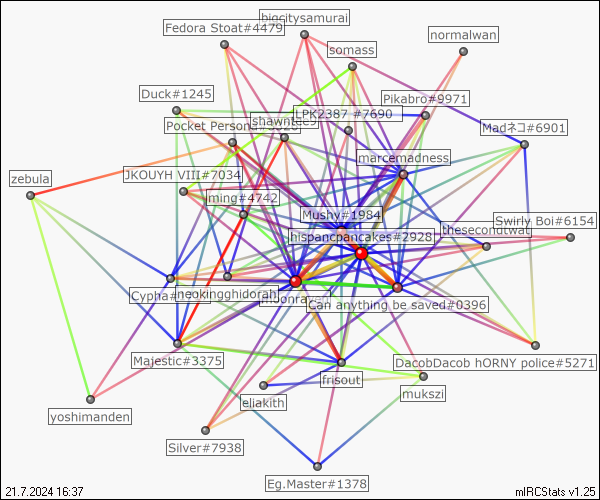 bigcitysamurai
Fedora Stoat#4479
normalwan
somass
Duck#1245
Pikabro#9971
LPK2387 #7690
shawntee9
Pocket Persona
Madネコ#6901
marcemadness
zebula
JKOUYH VIII#7034
ming#4742
Mushy#1984
Swirly Boi#6154
theseconutwat
hispancpancakes#2928
Cypha#
neokingghidorah
Can anything be saved#0396
Majestic#3375
DacobDacob hORNY police#5271
frisout
mukszi
eliakith
yoshimanden
Silver#7938
Eg.Master#1378
21.7.2024 16:37
mIRCStats v1.25